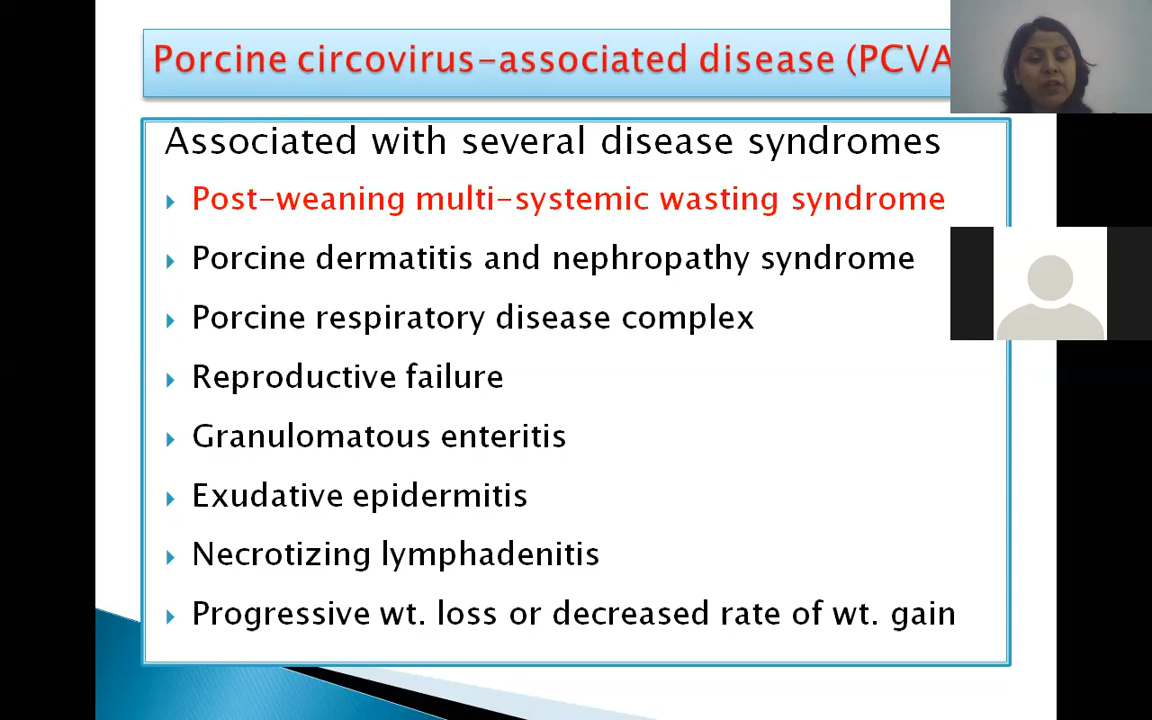 Porcine circovirus-associated disease (PCVA
Associated with several disease syndromes
Post-weaning multi-systemic wasting syndrome
Porcine dermatitis and nephropathy syndrome
Porcine respiratory disease complex
Reproductive failure
Granulomatous enteritis
Exudative epidermitis
Necrotizing lymphadenitis
Progressive wt. loss or decreased rate of wt. gain